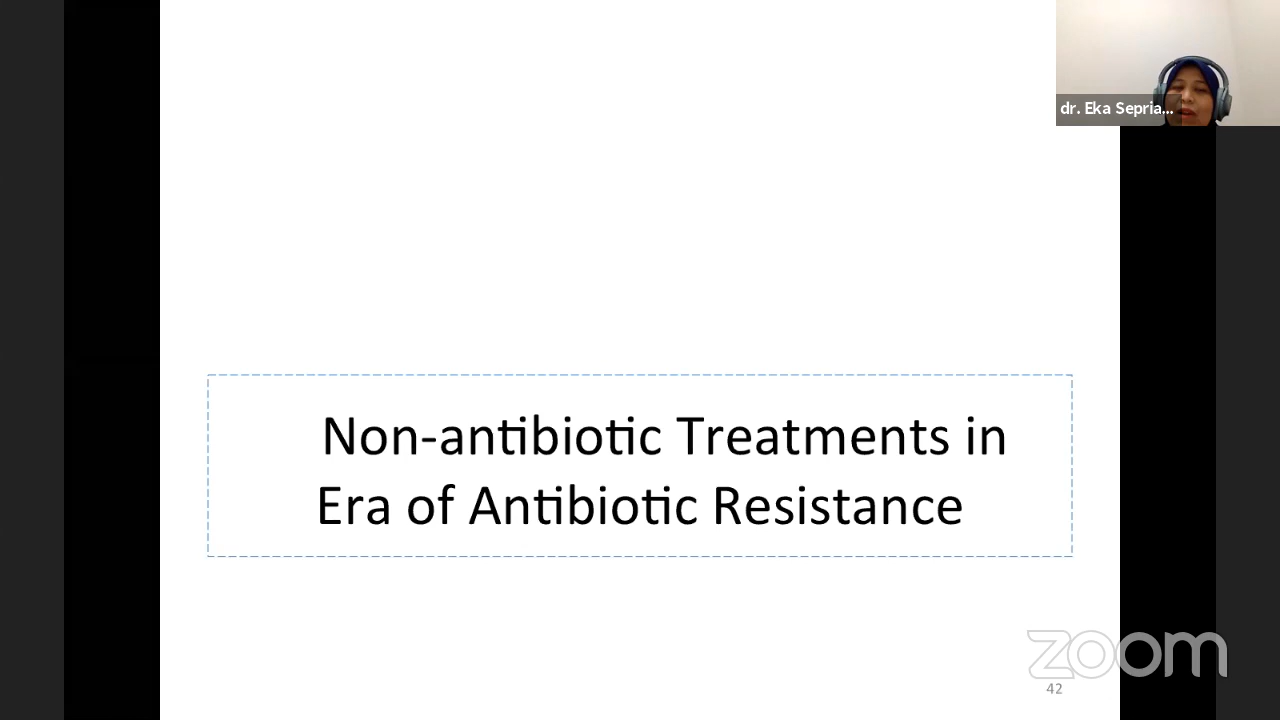 dr. Eka Sepria...
Non-antibiotic Treatments in
Era of Antibiotic Resistance
zoom
42